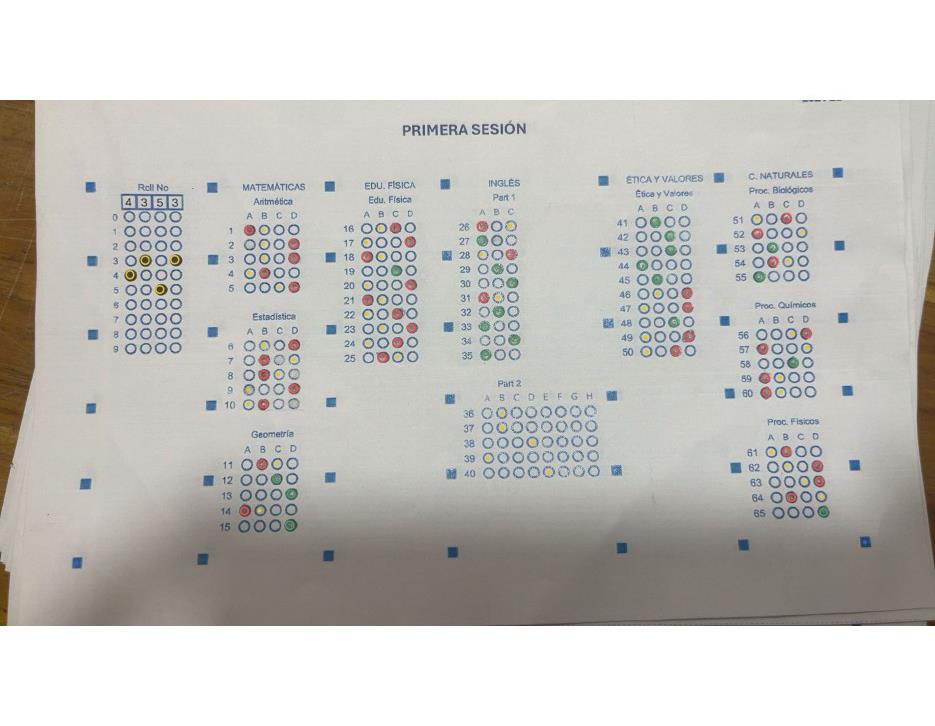 PRIMERA SESIÓN
Roll No
4 3 5 3
0
1
2
3
4
5
6
7
8
9
MATEMÁTICAS
Aritmética
A B C D
1
2
3
4
5
Estadística
A B C D
6
7
8
9
10
Geometría
A B C D
11
12
13
14
15
EDU. FÍSICA
Edu. Física
A B C D
16
17
18
19
20
21
22
23
24
25
INGLÉS
Part 1
A B C
26
27
28
29
30
31
32
33
34
35
Part 2
A B C D E F G H
36
37
38
39
40
ÉTICA Y VALORES
Ética y Valores
A B C D
41
42
43
44
45
46
47
48
49
50
C. NATURALES
Proc. Biológicos
A B C D
51
52
53
54
55
Proc. Químicos
A B C D
56
57
58
59
60
Proc. Físicos
A B C D
61
62
63
64
65